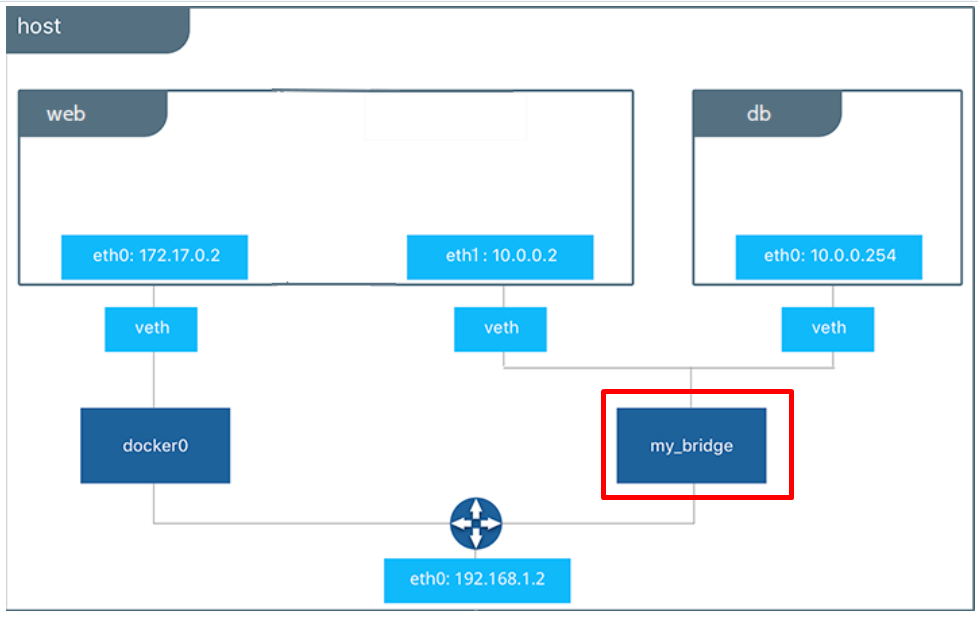 host
web
db
eth0: 172.17.0.2
eth1 : 10.0.0.2
eth0: 10.0.0.254
veth
veth
veth
docker0
my_bridge
eth0: 192.168.1.2